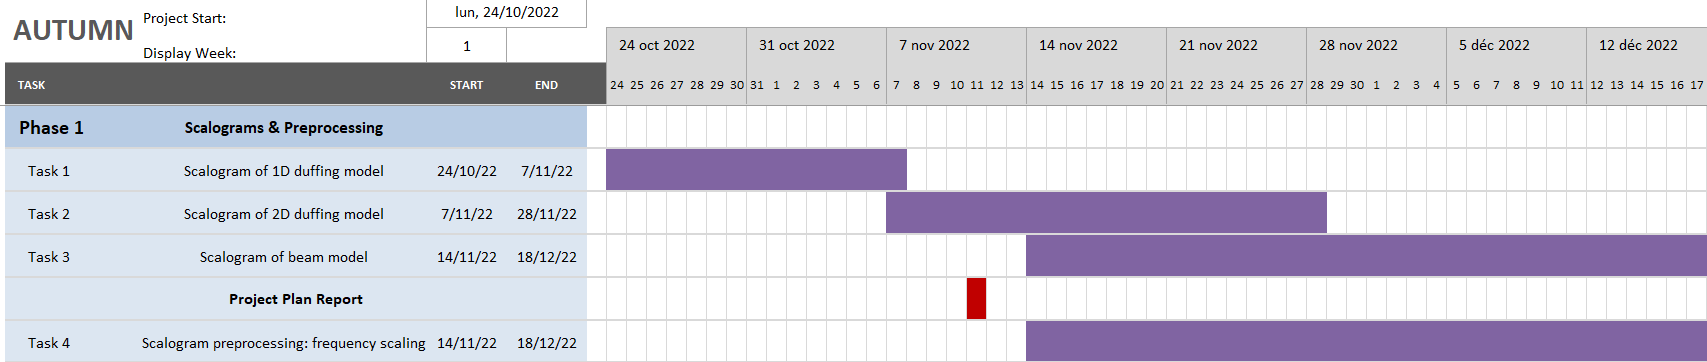 AUTUMN
Project Start:
lun, 24/10/2022
Display Week:
1
24 oct 2022 31 oct 2022 7 nov 2022 14 nov 2022 21 nov 2022 28 nov 2022 5 déc 2022 12 déc 2022
TASK START END
24 25 26 27 28 29 30 31 1 2 3 4 5 6 7 8 9 10 11 12 13 14 15 16 17 18 19 20 21 22 23 24 25 26 27 28 29 30 1 2 3 4 5 6 7 8 9 10 11 12 13 14 15 16 17
Phase 1 Scalograms & Preprocessing
Task 1 Scalogram of 1D duffing model 24/10/22 7/11/22
Task 2 Scalogram of 2D duffing model 7/11/22 28/11/22
Task 3 Scalogram of beam model 14/11/22 18/12/22
Project Plan Report
Task 4 Scalogram preprocessing: frequency scaling 14/11/22 18/12/22